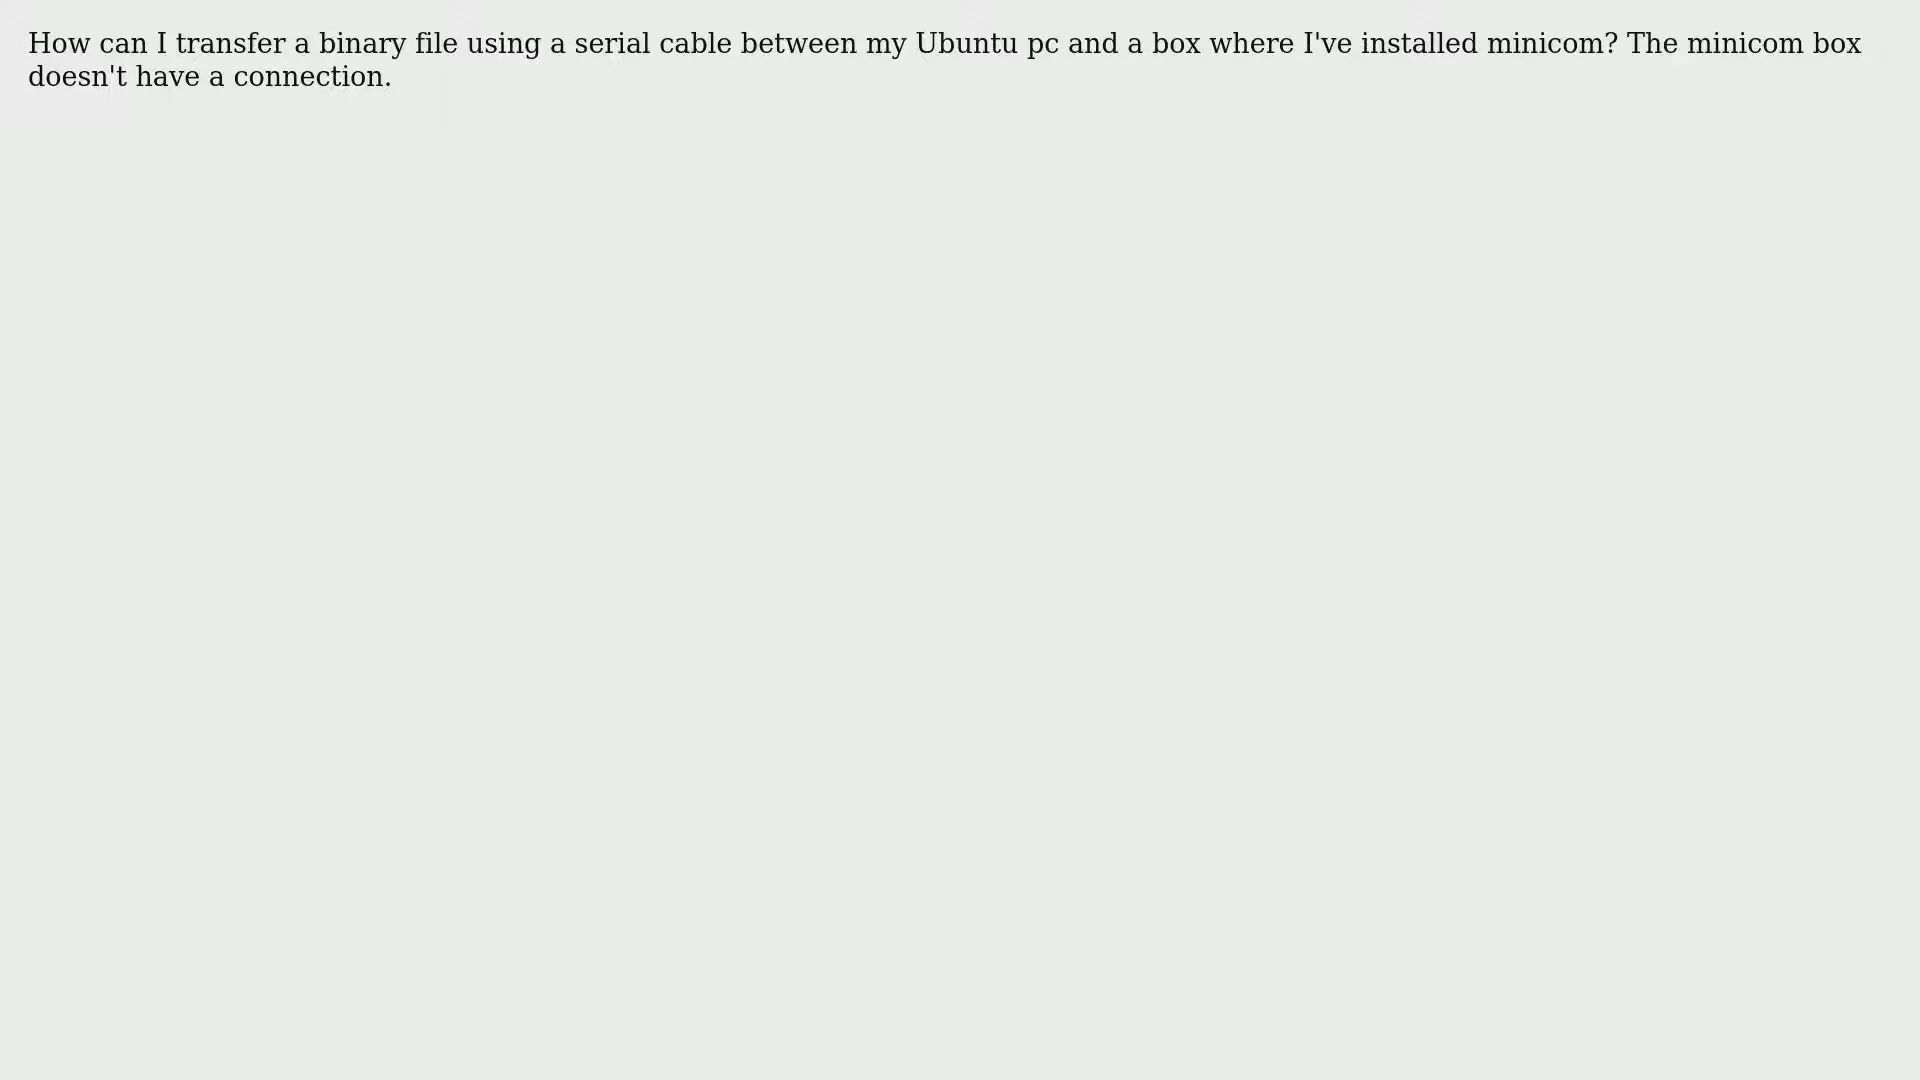 How can I transfer a binary file using a serial cable between my Ubuntu pc and a box where I've installed minicom? The minicom box
doesn't have a connection.